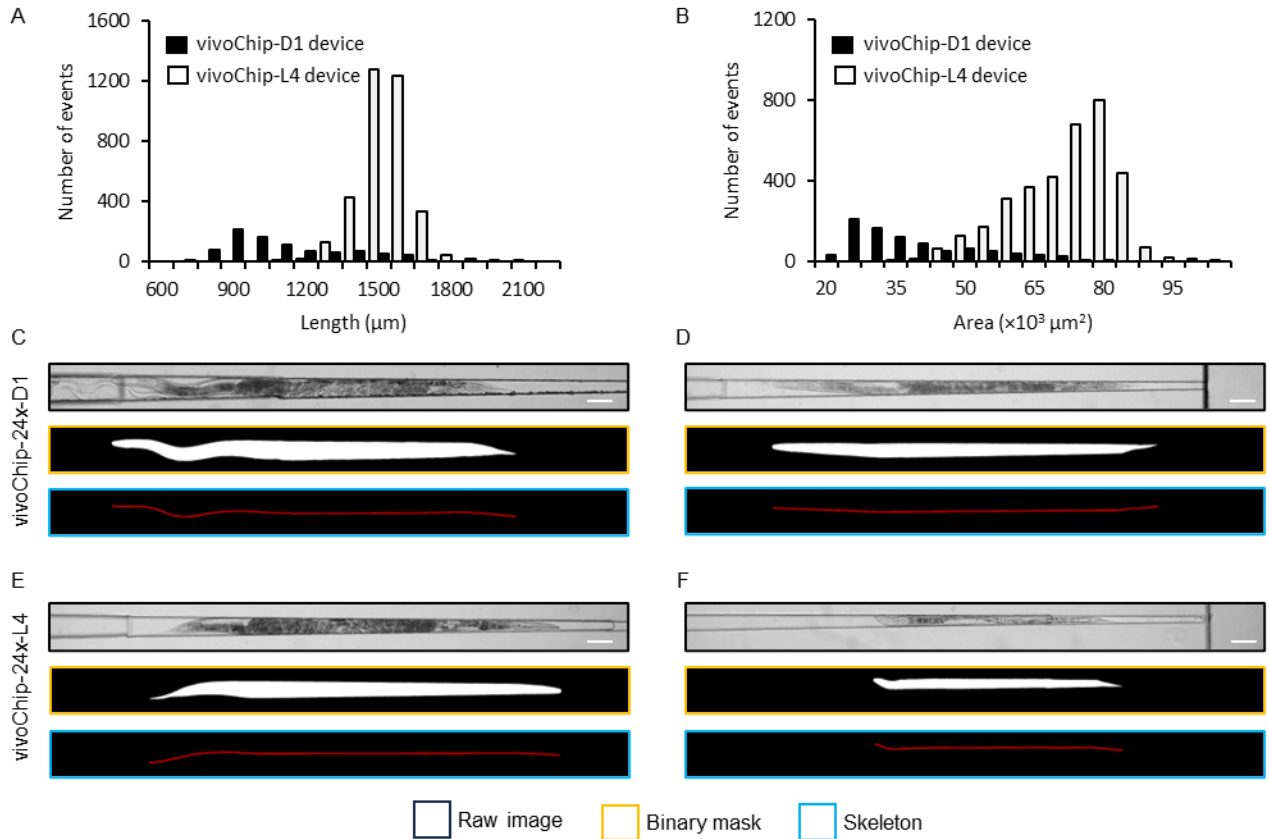 A
1600
1200
800
400
0
Number of events
vivoChip-D1 device
vivoChip-L4 device
600 900 1200 1500 1800 2100
Length (µm)
B
1200
800
400
0
Number of events
vivoChip-D1 device
vivoChip-L4 device
20 35 50 65 80 95
Area (×10³ µm²)
C
D
vivoChip-24x-D1
E
F
vivoChip-24x-L4
Raw image
Binary mask
Skeleton